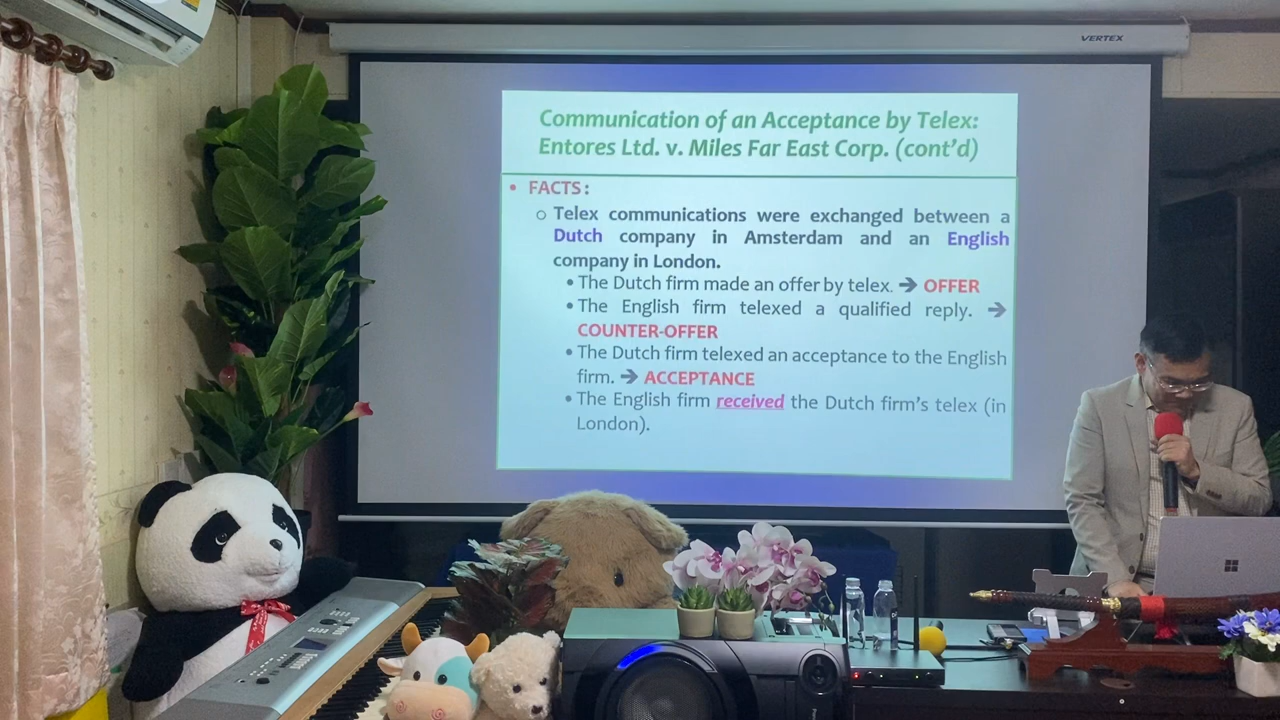 VERTEX
Communication of an Acceptance by Telex:
Entores Ltd. v. Miles Far East Corp. (cont'd)
• FACTS:
o Telex communications were exchanged between a
Dutch company in Amsterdam and an English
company in London.
• The Dutch firm made an offer by telex. ➔ OFFER
• The English firm telexed a qualified reply. ➔
COUNTER-OFFER
• The Dutch firm telexed an acceptance to the English
firm. ➔ ACCEPTANCE
• The English firm received the Dutch firm's telex (in
London).